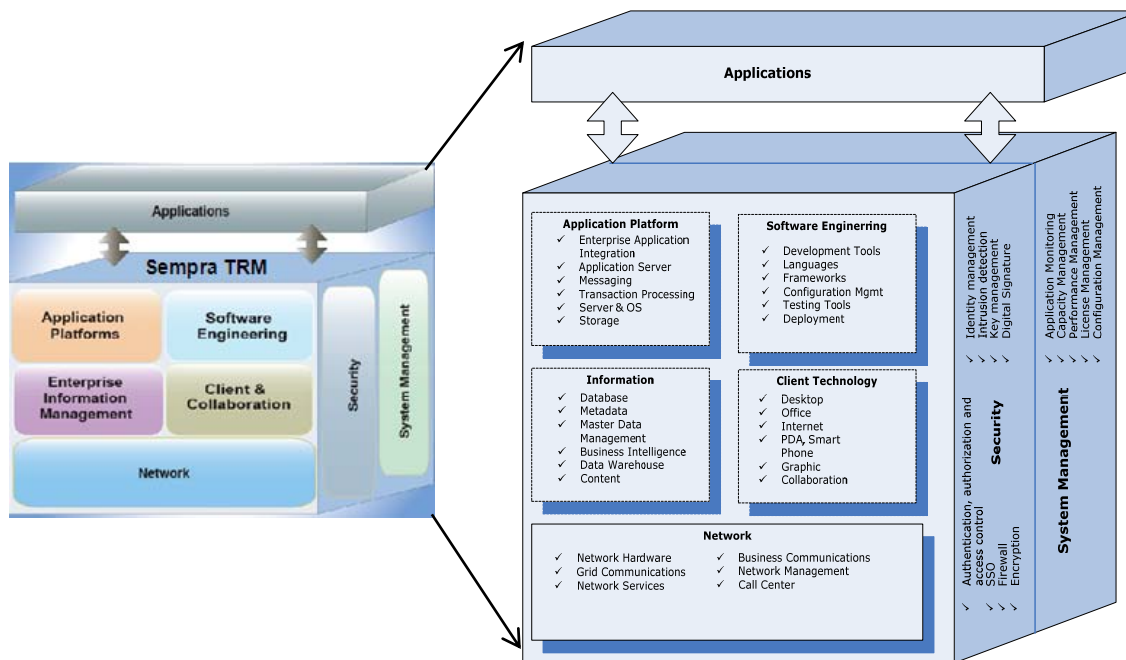 Applications
Sempra TRM
Application
Platforms
Software
Engineering
Enterprise
Information
Management
Client &
Collaboration
Network
Security
System Management
Applications
Application Platform
✓ Enterprise Application
Integration
✓ Application Server
✓ Messaging
✓ Transaction Processing
✓ Server & OS
✓ Storage
Software Enginerring
✓ Development Tools
✓ Languages
✓ Frameworks
✓ Configuration Mgmt
✓ Testing Tools
✓ Deployment
Information
✓ Database
✓ Metadata
✓ Master Data
Management
✓ Business Intelligence
✓ Data Warehouse
✓ Content
Client Technology
✓ Desktop
✓ Office
✓ Internet
✓ PDA, Smart
Phone
✓ Graphic
✓ Collaboration
Network
✓ Network Hardware
✓ Grid Communications
✓ Network Services
✓ Business Communications
✓ Network Management
✓ Call Center
Security
✓ Authentication, authorization and
access control
✓ SSO
✓ Firewall
✓ Encryption
✓ Identity management
✓ Intrusion detection
✓ Key management
✓ Digital Signature
System Management
✓ Application Monitoring
✓ Capacity Management
✓ Performance Management
✓ License Management
✓ Configuration Management